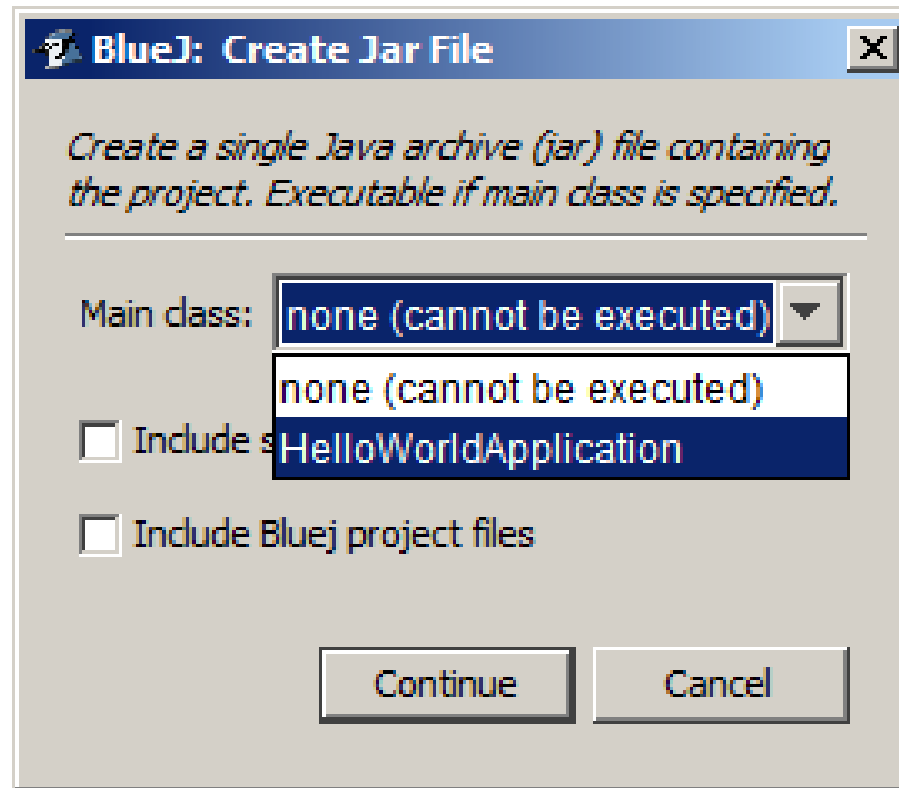 BlueJ: Create Jar File
Create a single Java archive (jar) file containing
the project. Executable if main class is specified.
Main class: none (cannot be executed)
none (cannot be executed)
Include
HelloWorldApplication
Include Bluej project files
Continue Cancel